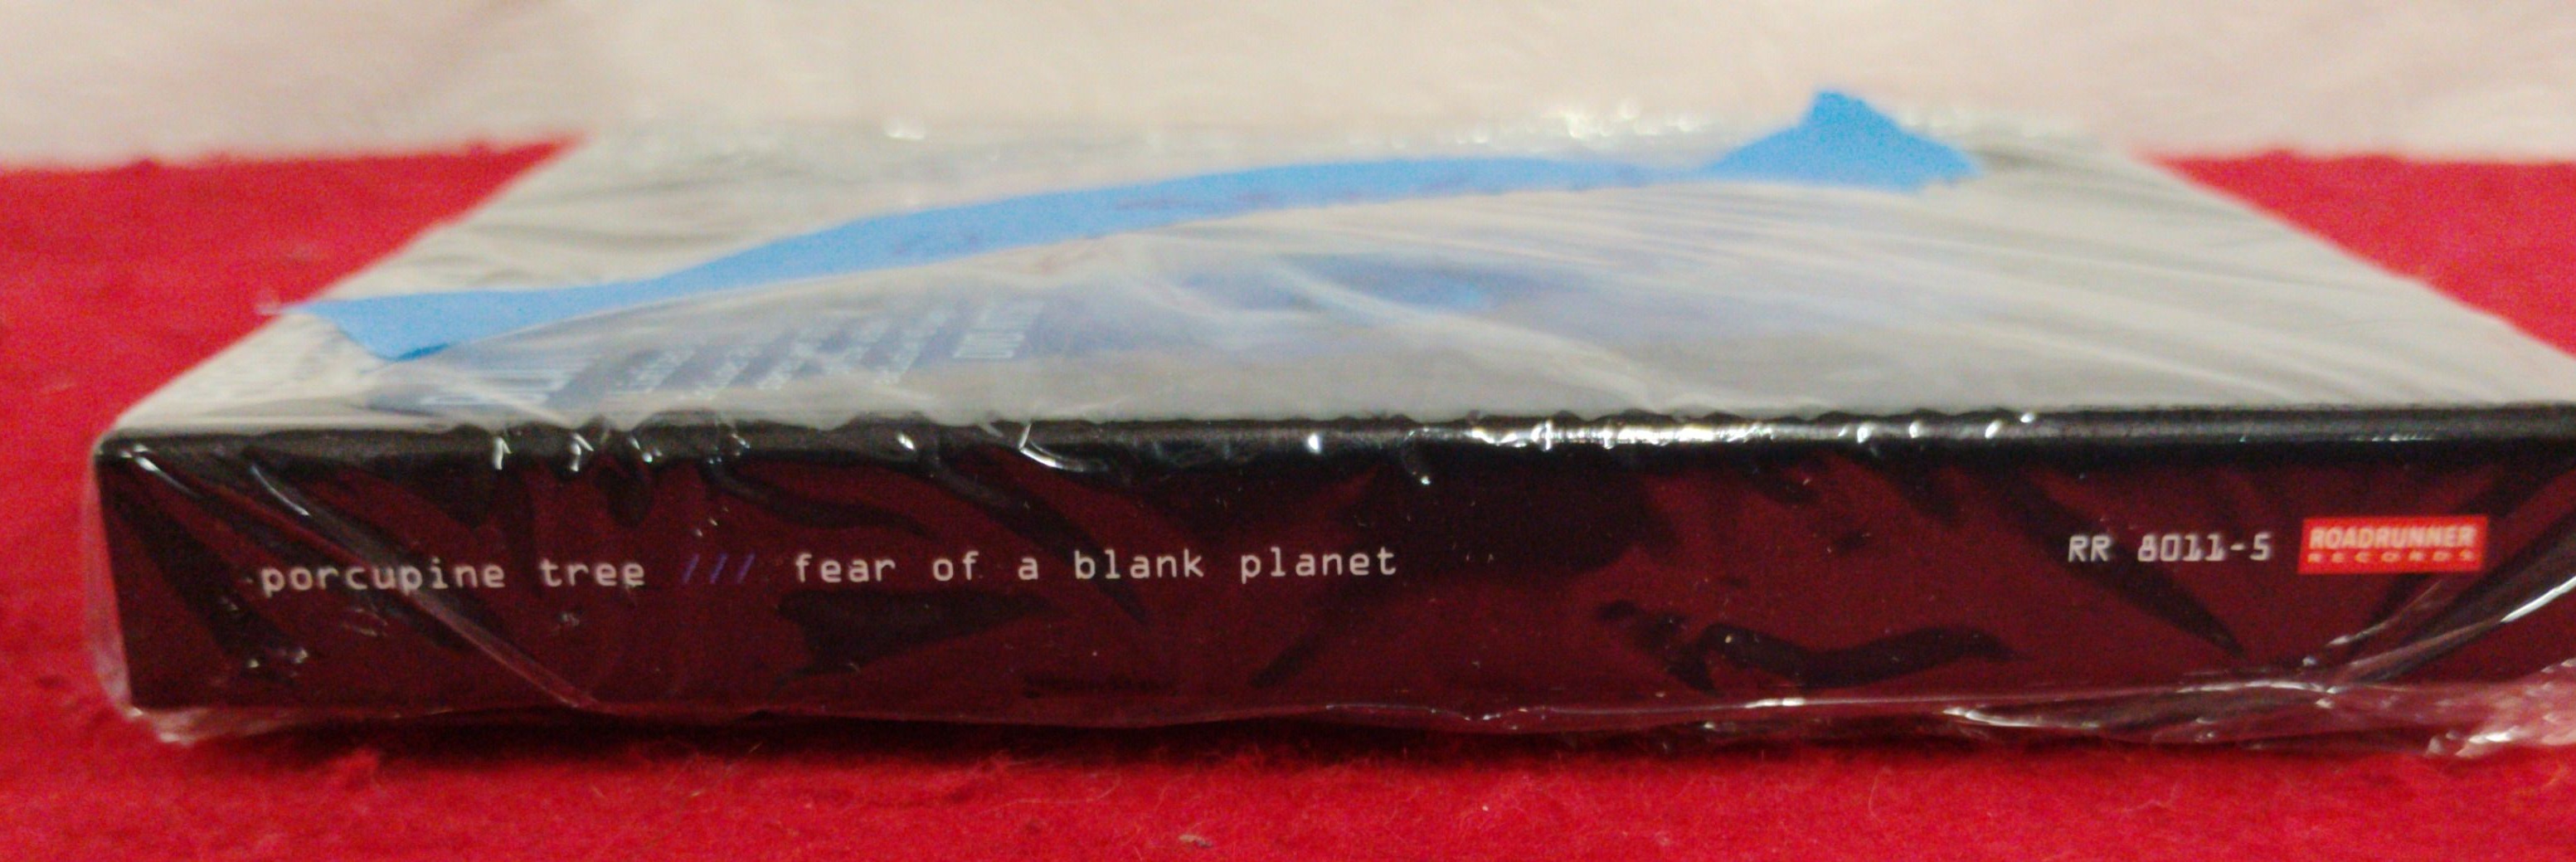 porcupine tree /// fear of a blank planet
RR 8011-5
ROADRUNNER
RECORDS